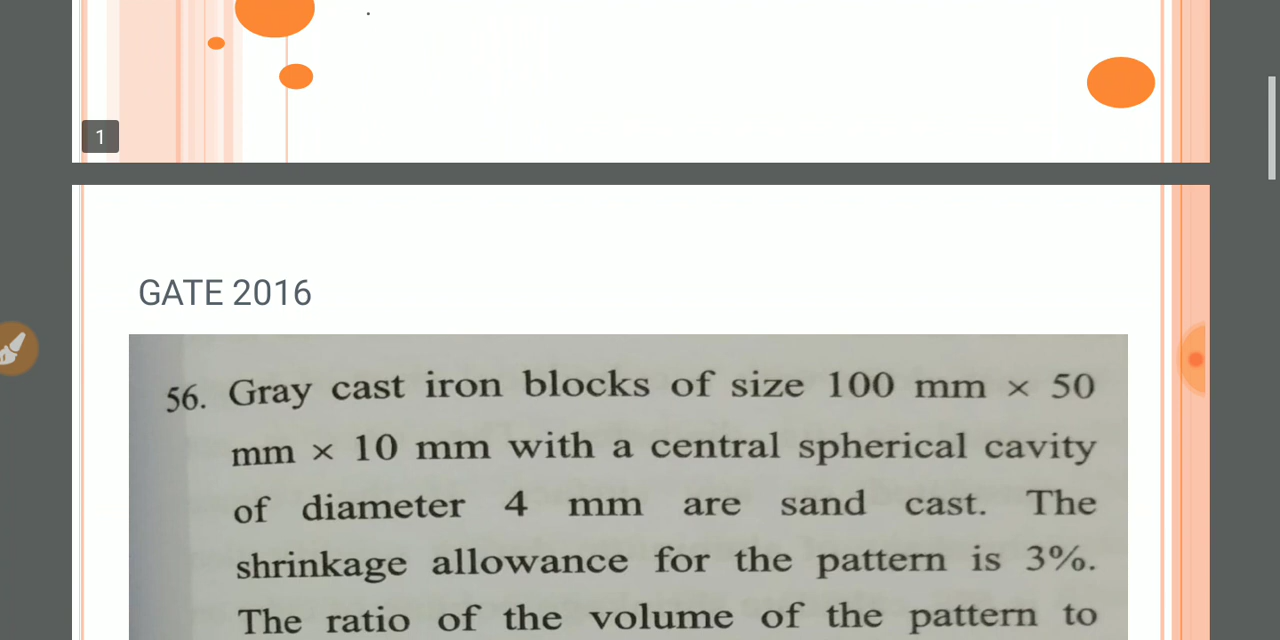 1
GATE 2016
56. Gray cast iron blocks of size 100 mm × 50
mm × 10 mm with a central spherical cavity
of diameter 4 mm are sand cast. The
shrinkage allowance for the pattern is 3%.
The ratio of the volume of the pattern to